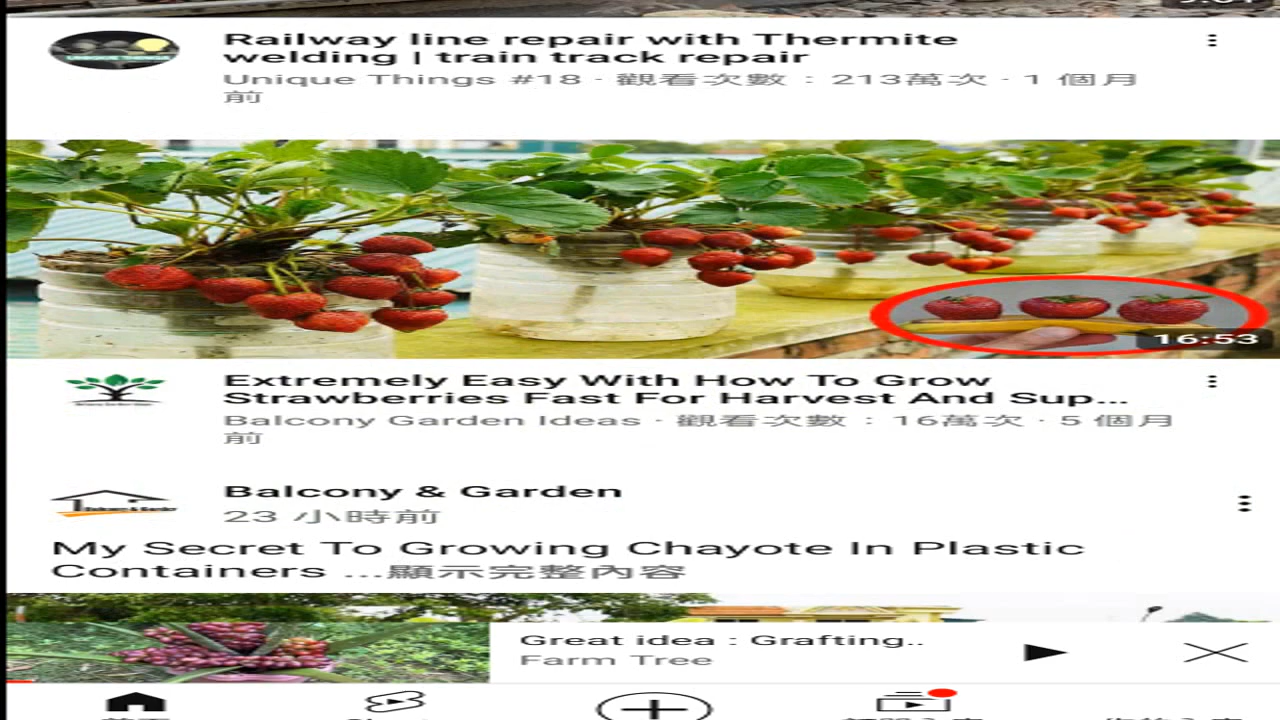 Railway line repair with Thermite
welding | train track repair
Unique Things #18 · 觀看次數：213萬次 · 1 個月
前
16:53
Extremely Easy With How To Grow
Strawberries Fast For Harvest And Sup...
Balcony Garden Ideas · 觀看次數：16萬次 · 5 個月
前
Balcony & Garden
23 小時前
My Secret To Growing Chayote In Plastic
Containers ...顯示完整內容
Great idea : Grafting..
Farm Tree